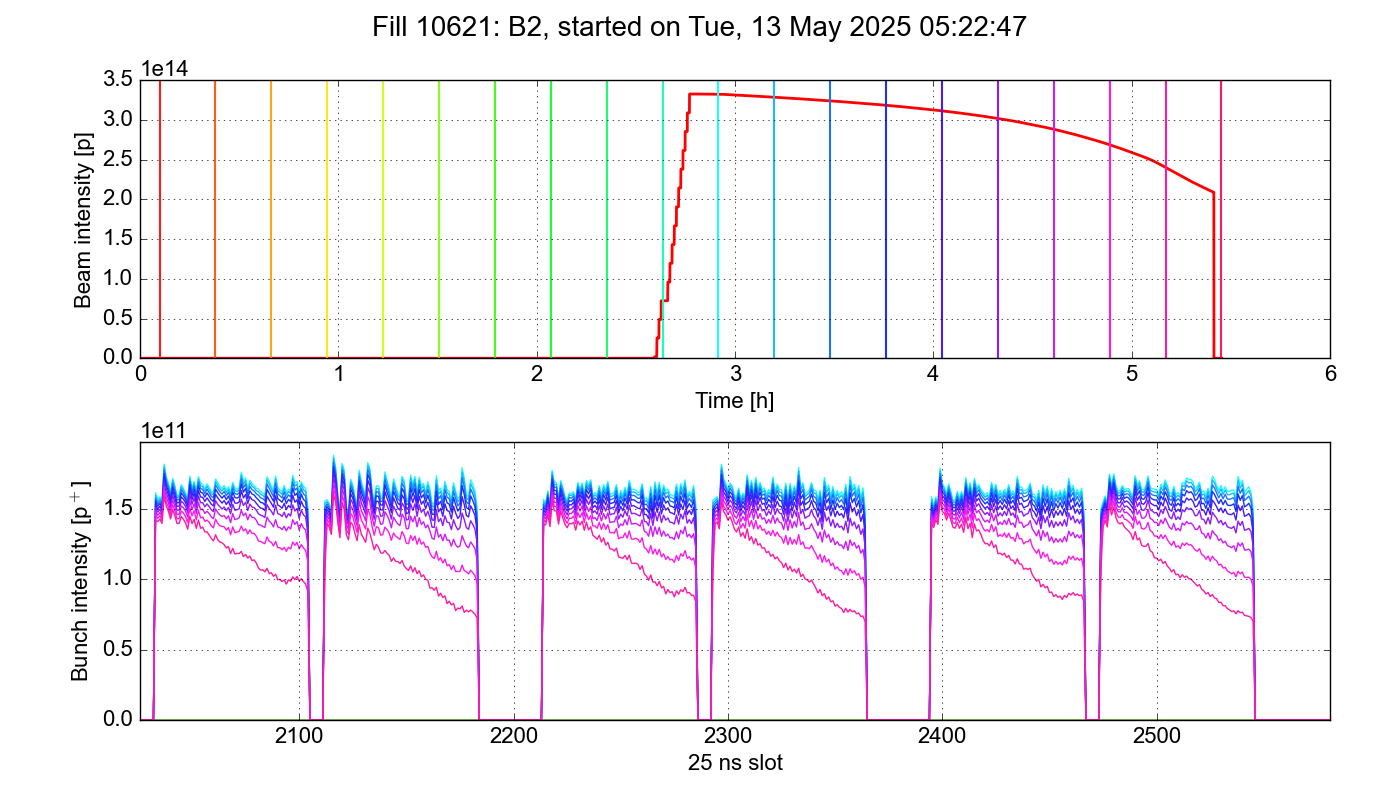 Fill 10621: B2, started on Tue, 13 May 2025 05:22:47
1e14
3.5
3.0
2.5
2.0
1.5
1.0
0.5
0.0
Beam intensity [p]
0 1 2 3 4 5 6
Time [h]
1e11
1.5
1.0
0.5
0.0
Bunch intensity [p+]
2100 2200 2300 2400 2500
25 ns slot